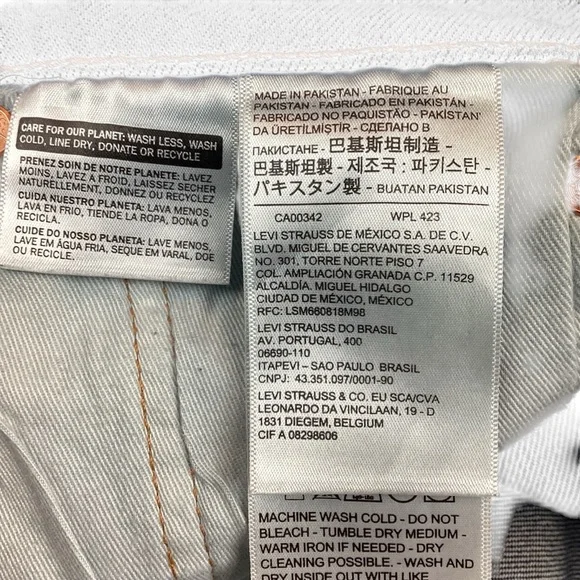 CARE FOR OUR PLANET: WASH LESS, WASH
COLD, LINE DRY, DONATE OR RECYCLE
PRENEZ SOIN DE NOTRE PLANETE: LAVEZ
MOINS, LAVEZ A FROID, LAISSEZ SECHER
NATURELLEMENT, DONNEZ OU RECYCLEZ
CUIDA NUESTRO PLANETA: LAVA MENOS,
LAVA EN FRIO, TIENDE LA ROPA, DONA O
RECICLA.
CUIDE DO NOSSO PLANETA: LAVE MENOS,
LAVE EM ÁGUA FRIA, SEQUE EM VARAL, DOE
OU RECICLE.
MADE IN PAKISTAN - FABRIQUE AU
PAKISTAN - FABRICADO EN PAKISTÁN -
FABRICADO NO PAQUISTÃO - PAKİSTAN'
DA ÜRETİLMİŞTİR - СДЕЛАНО В
ПАКИСТАНЕ - 巴基斯坦制造 -
巴基斯坦製 - 제조국 : 파키스탄 -
パキスタン製 - BUATAN PAKISTAN
CA00342 WPL 423
LEVI STRAUSS DE MÉXICO S.A. DE C.V.
BLVD. MIGUEL DE CERVANTES SAAVEDRA
NO. 301, TORRE NORTE PISO 7
COL. AMPLIACIÓN GRANADA C.P. 11529
ALCALDÍA. MIGUEL HIDALGO
CIUDAD DE MÉXICO, MÉXICO
RFC: LSM660818M98
LEVI STRAUSS DO BRASIL
AV. PORTUGAL, 400
06690-110
ITAPEVI – SAO PAULO BRASIL
CNPJ: 43.351.097/0001-90
LEVI STRAUSS & CO. EU SCA/CVA
LEONARDO DA VINCILAAN, 19 - D
1831 DIEGEM, BELGIUM
CIF A 08298606
MACHINE WASH COLD - DO NOT
BLEACH - TUMBLE DRY MEDIUM -
WARM IRON IF NEEDED - DRY
CLEANING POSSIBLE. - WASH AND
DRY INSIDE OUT WITH LIKE